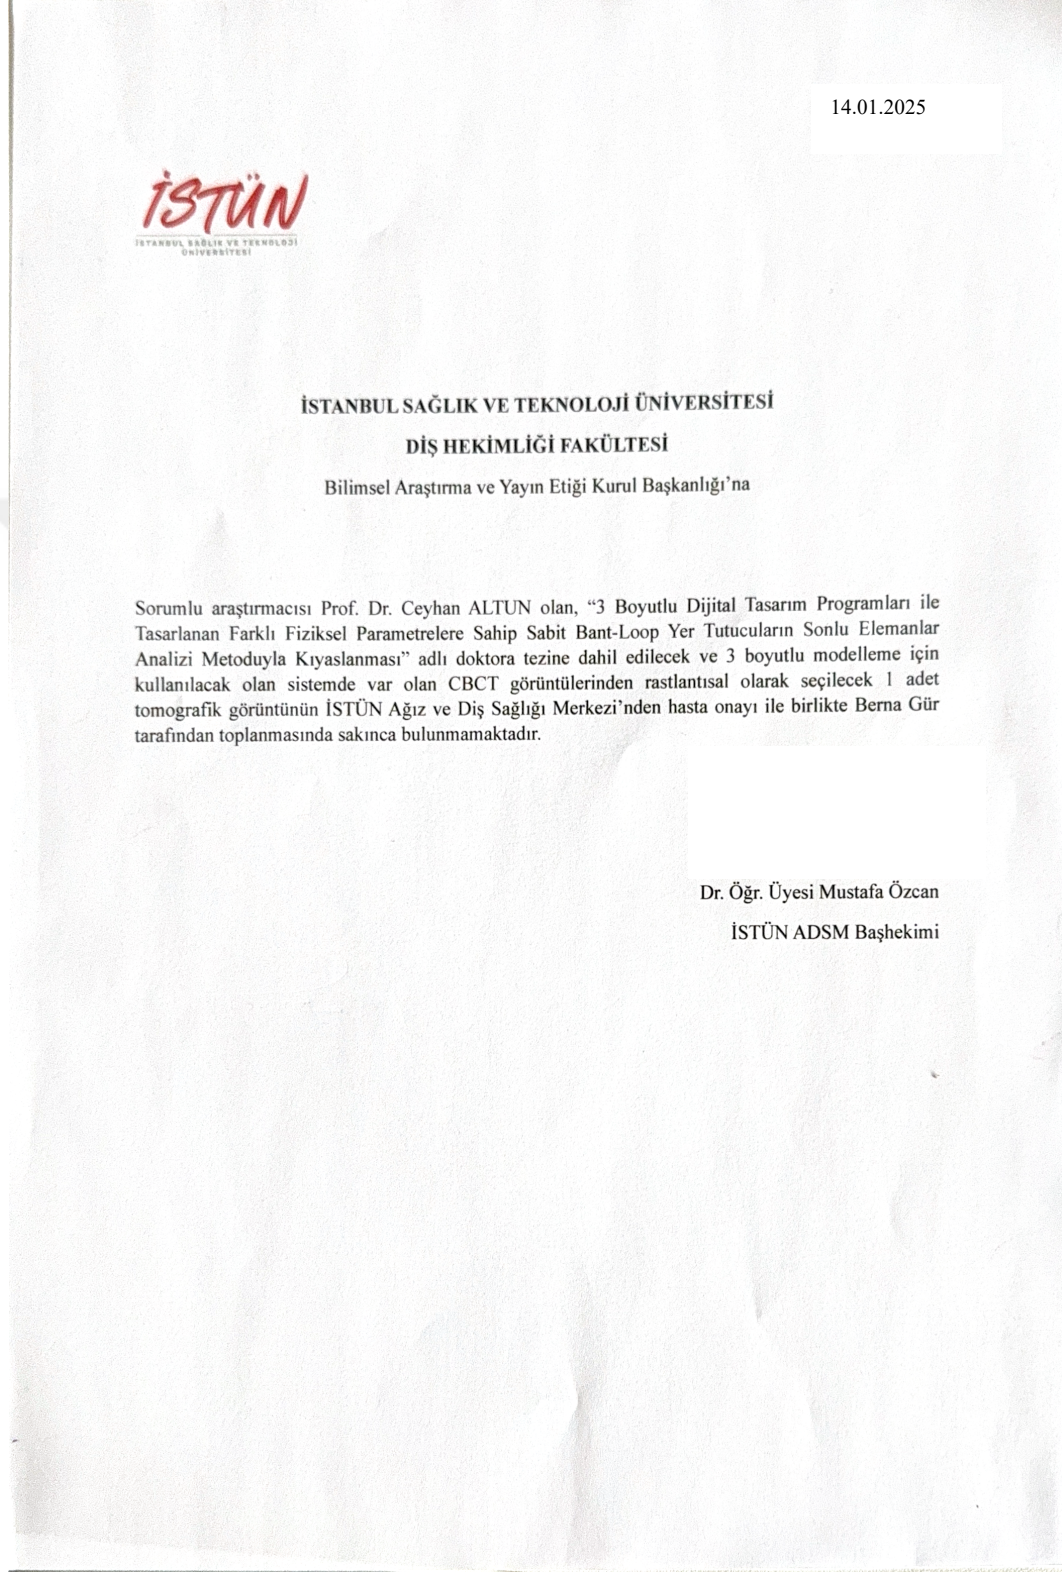 14.01.2025
İSTÜN
İSTANBUL SAĞLIK VE TEKNOLOJİ
ÜNİVERSİTESİ
İSTANBUL SAĞLIK VE TEKNOLOJİ ÜNİVERSİTESİ
DİŞ HEKİMLİĞİ FAKÜLTESİ
Bilimsel Araştırma ve Yayın Etiği Kurul Başkanlığı’na
Sorumlu araştırmacısı Prof. Dr. Ceyhan ALTUN olan, “3 Boyutlu Dijital Tasarım Programları ile
Tasarlanan Farklı Fiziksel Parametrelere Sahip Sabit Bant-Loop Yer Tutucuların Sonlu Elemanlar
Analizi Metoduyla Kıyaslanması” adlı doktora tezine dahil edilecek ve 3 boyutlu modelleme için
kullanılacak olan sistemde var olan CBCT görüntülerinden rastlantısal olarak seçilecek 1 adet
tomografik görüntünün İSTÜN Ağız ve Diş Sağlığı Merkezi’nden hasta onayı ile birlikte Berna Gür
tarafından toplanmasında sakınca bulunmamaktadır.
Dr. Öğr. Üyesi Mustafa Özcan
İSTÜN ADSM Başhekimi